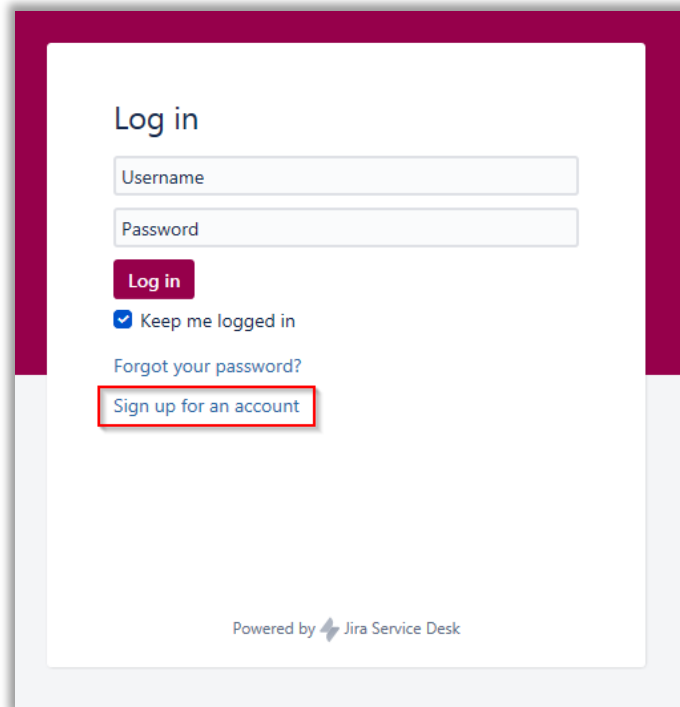 Log in
Username
Password
Log in
Keep me logged in
Forgot your password?
Sign up for an account
Powered by Jira Service Desk